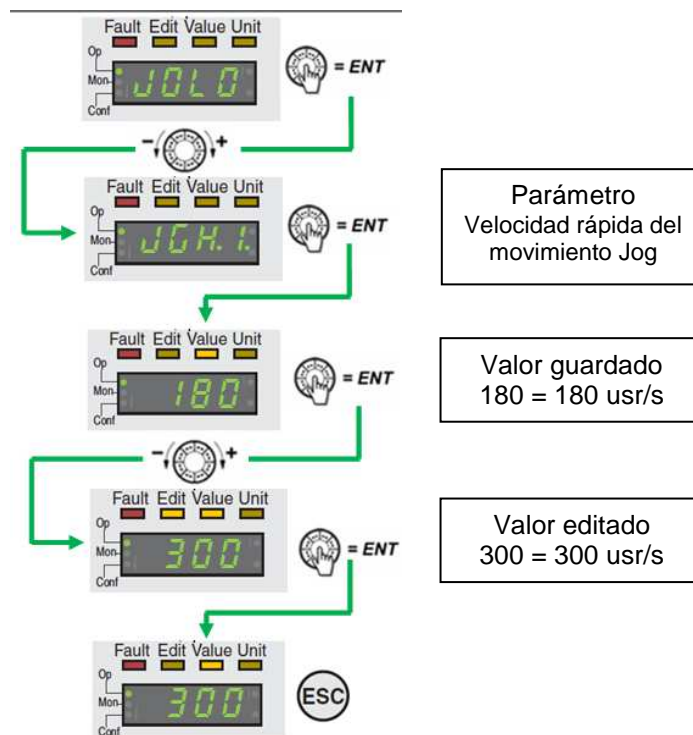 Fault Edit Value Unit
Op
Mon
Conf
JOLO
= ENT
- +
Fault Edit Value Unit
Op
Mon
Conf
JGH.1.
= ENT
Parámetro
Velocidad rápida del
movimiento Jog
Fault Edit Value Unit
Op
Mon
Conf
180
= ENT
Valor guardado
180 = 180 usr/s
- +
Fault Edit Value Unit
Op
Mon
Conf
300
= ENT
Valor editado
300 = 300 usr/s
Fault Edit Value Unit
Op
Mon
Conf
300
ESC